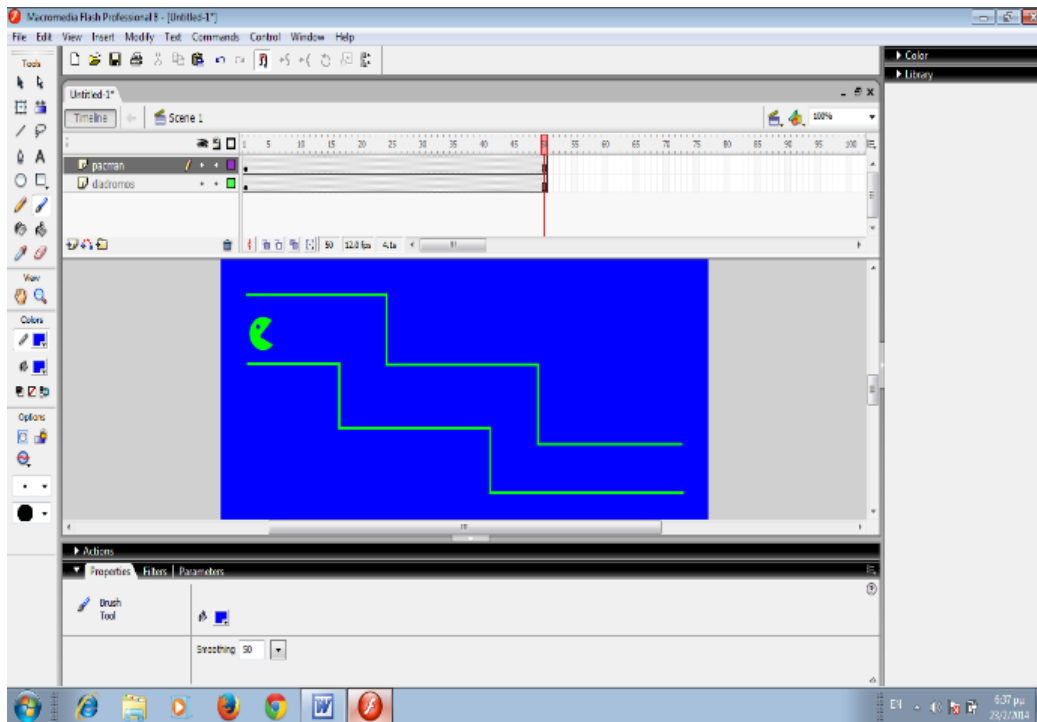 Macromedia Flash Professional 8 - [Untitled-1*]
File Edit View Insert Modify Text Commands Control Window Help
Tools
Color
Library
Untitled-1*
Timeline
Scene 1
100%
1 5 10 15 20 25 30 35 40 45 50 55 60 65 70 75 80 85 90 95 100
pacman
diadromos
50 12.0 fps 4.1s
View
Colors
Options
Actions
Properties Filters Parameters
Brush
Tool
Smoothing 50
EN
6:37 μμ
23/2/2014